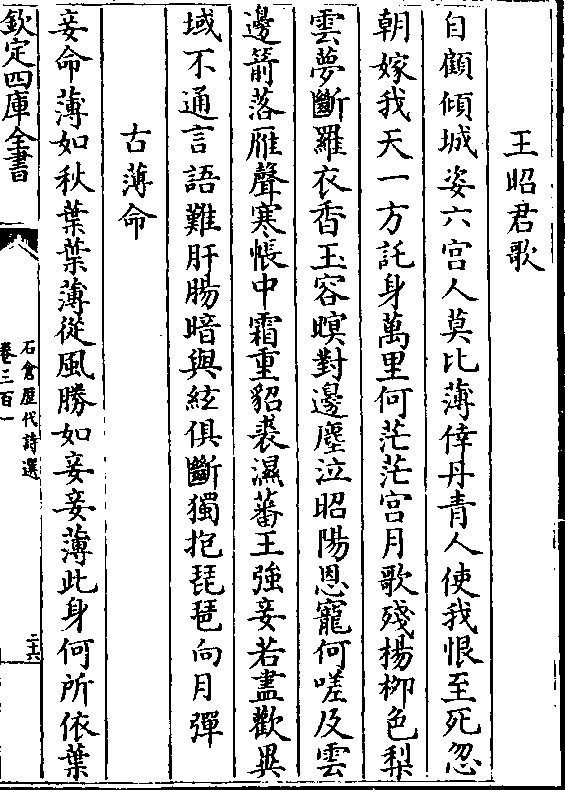 王昭君歌
自顧傾城姿六宫人莫比薄倖丹青人使我恨至死忽
朝嫁我天一方託身萬里何茫茫宫月歌殘楊栁色梨
雲夢斷羅衣香玉容暝對邊塵泣昭陽恩寵何嗟及雲
邊箭落雁聲寒帳中霜重貂裘濕蕃王強妾若盡歡異
域不通言語難肝腸暗與絃俱斷獨抱琵琶向月彈
古薄命
妾命薄如秋葉葉薄從風勝如妾妾薄此身何所依葉
欽定四庫全書
石倉歴代詩選
卷三百一
二十六